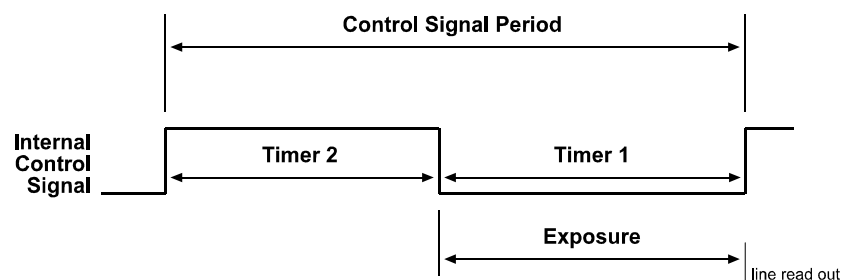 Control Signal Period
Internal
Control
Signal
Timer 2
Timer 1
Exposure
line read out